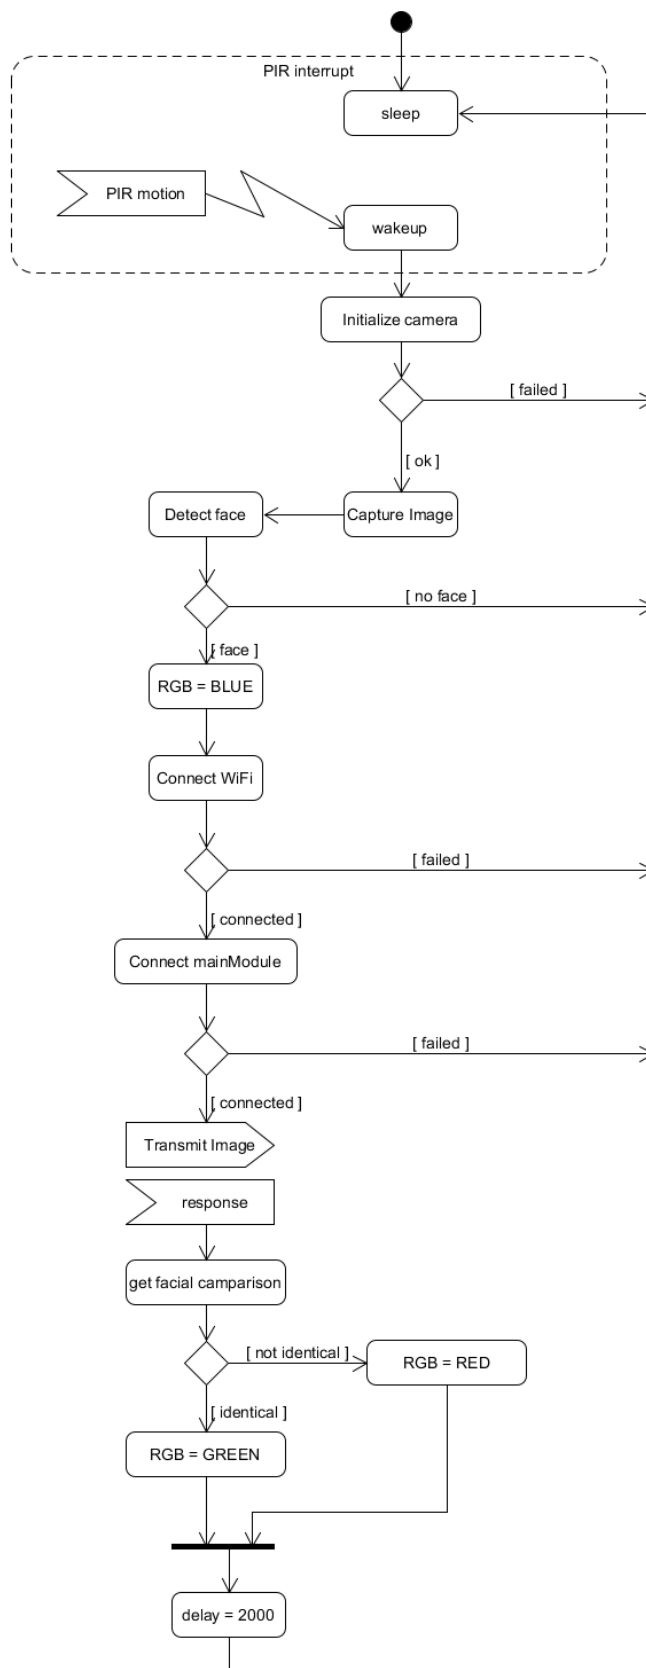 PIR interrupt
sleep
PIR motion
wakeup
Initialize camera
[ failed ]
[ ok ]
Detect face
Capture Image
[ no face ]
[ face ]
RGB = BLUE
Connect WiFi
[ failed ]
[ connected ]
Connect mainModule
[ failed ]
[ connected ]
Transmit Image
response
get facial camparison
[ not identical ]
RGB = RED
[ identical ]
RGB = GREEN
delay = 2000